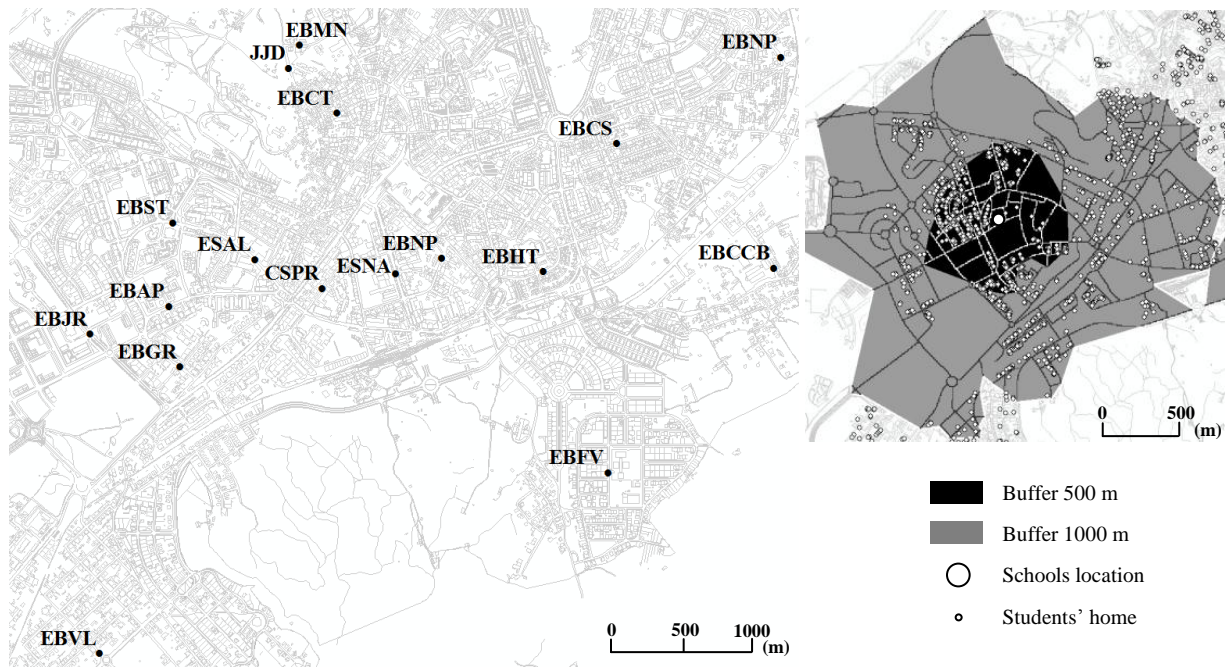 EBMN
JJD
EBNP
EBCT
EBCS
EBST
ESAL
EBNP
CSPR
ESNA
EBHT
EBCCB
EBAP
EBJR
EBGR
EBFV
EBVL
0 500 1000
(m)
0 500
(m)
Buffer 500 m
Buffer 1000 m
Schools location
Students’ home